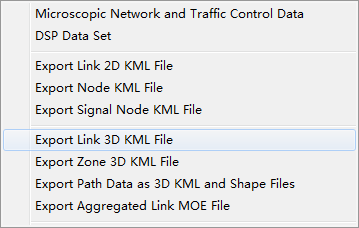 Microscopic Network and Traffic Control Data
DSP Data Set
Export Link 2D KML File
Export Node KML File
Export Signal Node KML File
Export Link 3D KML File
Export Zone 3D KML File
Export Path Data as 3D KML and Shape Files
Export Aggregated Link MOE File